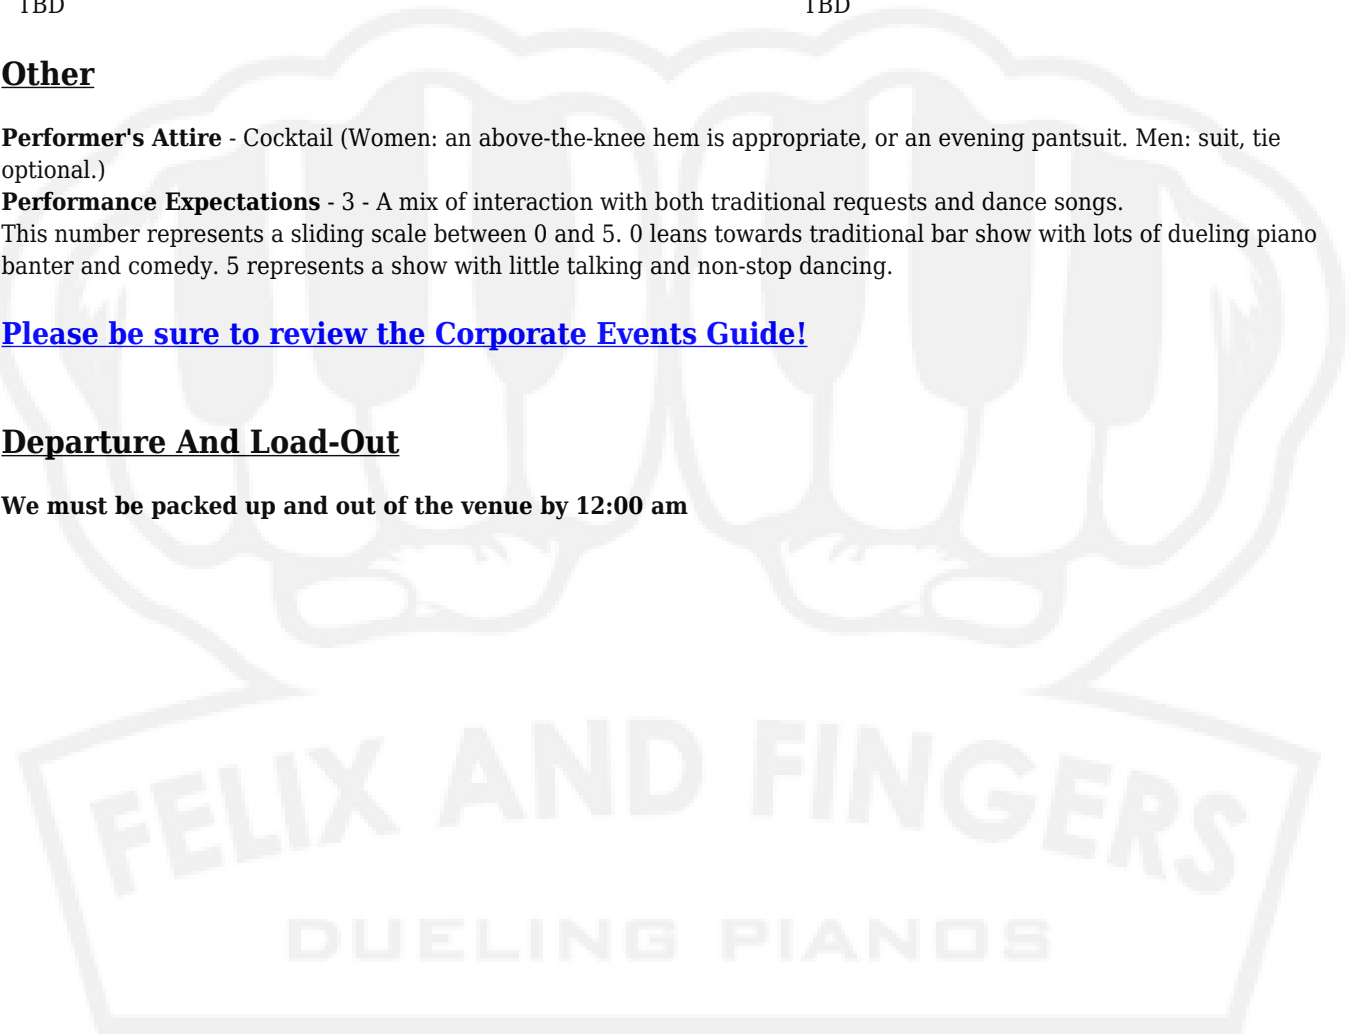 TBD TBD
Other
Performer's Attire - Cocktail (Women: an above-the-knee hem is appropriate, or an evening pantsuit. Men: suit, tie
optional.)
Performance Expectations - 3 - A mix of interaction with both traditional requests and dance songs.
This number represents a sliding scale between 0 and 5. 0 leans towards traditional bar show with lots of dueling piano
banter and comedy. 5 represents a show with little talking and non-stop dancing.
Please be sure to review the Corporate Events Guide!
Departure And Load-Out
We must be packed up and out of the venue by 12:00 am
FELIX AND FINGERS
DUELING PIANOS